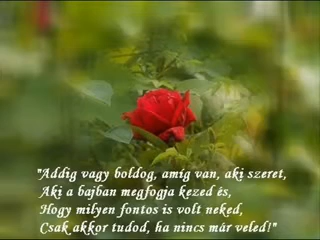 "Addig vagy boldog, amíg van, aki szeret,
Aki a bajban megfogja kezed és,
Hogy milyen fontos is volt neked,
Csak akkor tudod, ha nincs már veled!"